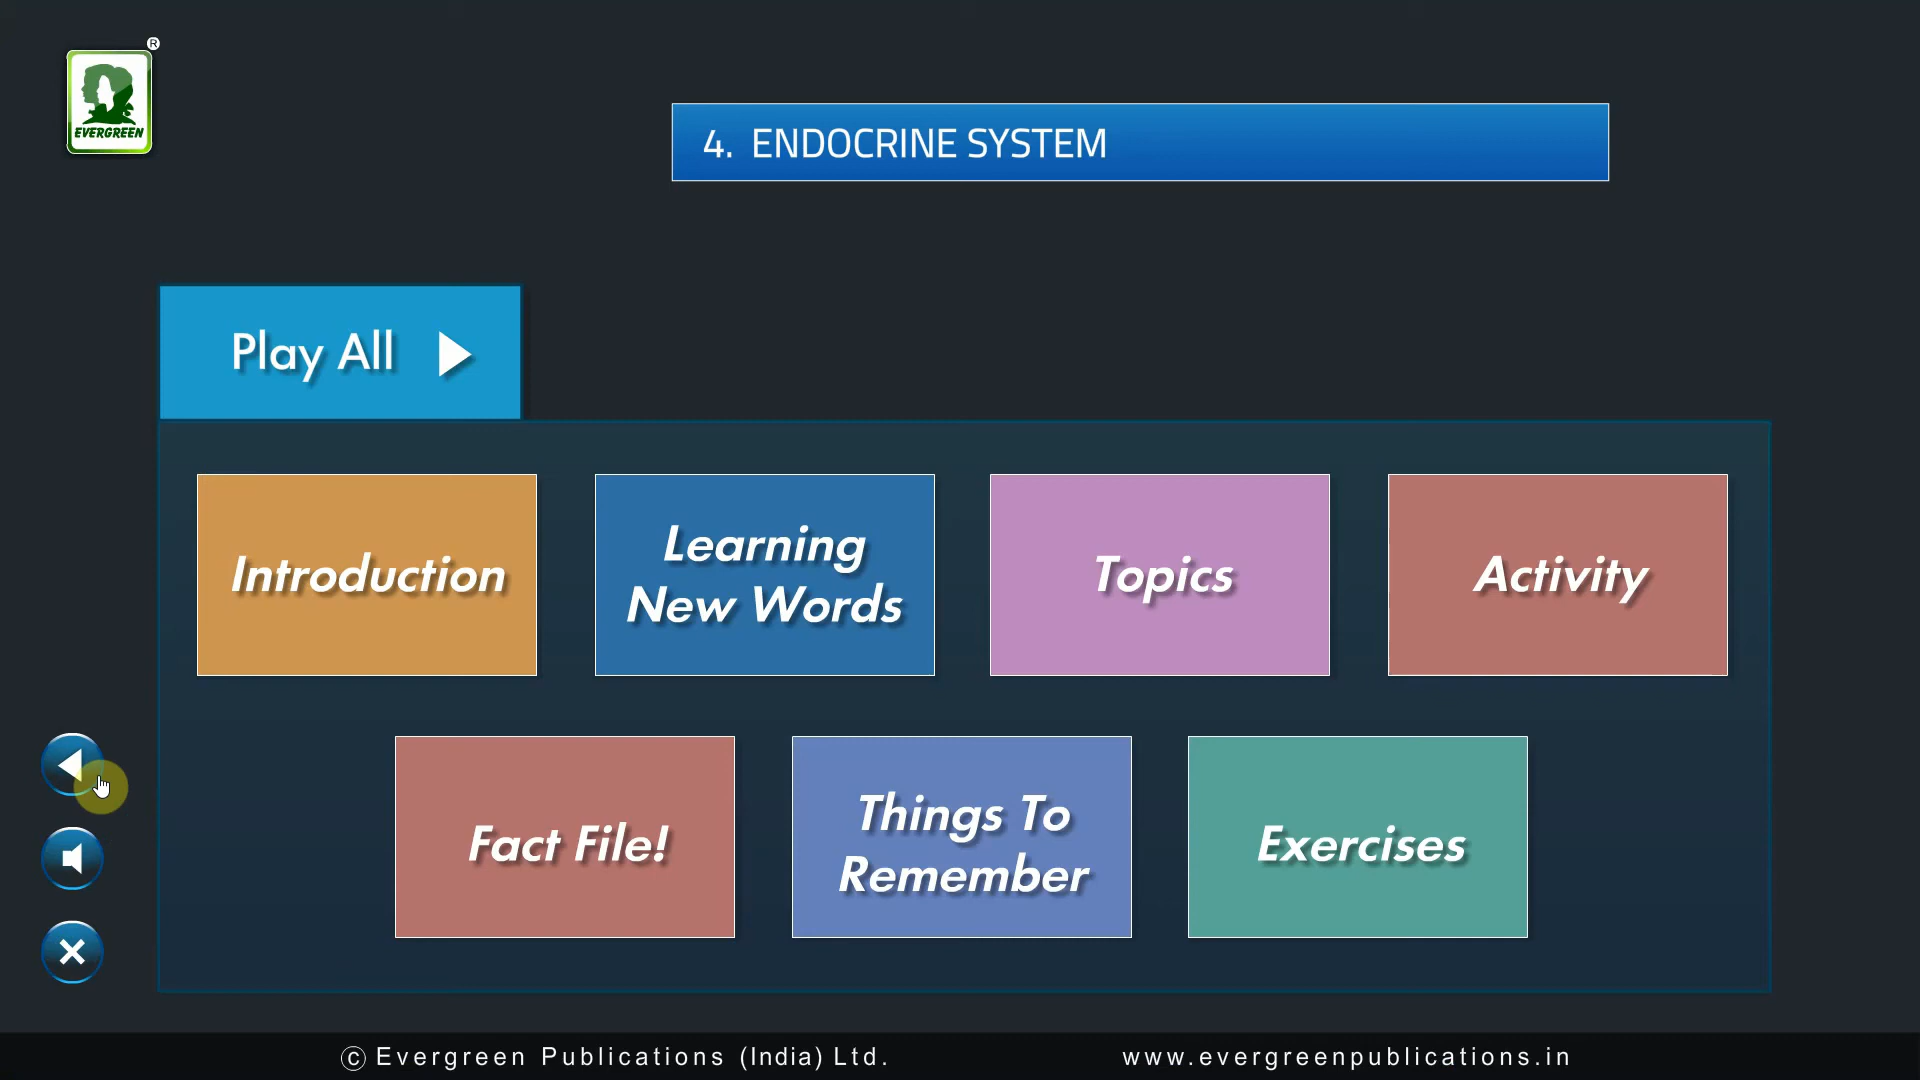 ®
EVERGREEN
4. ENDOCRINE SYSTEM
Play All
Introduction
Learning
New Words
Topics
Activity
Fact File!
Things To
Remember
Exercises
© Evergreen Publications (India) Ltd.
www.evergreenpublications.in